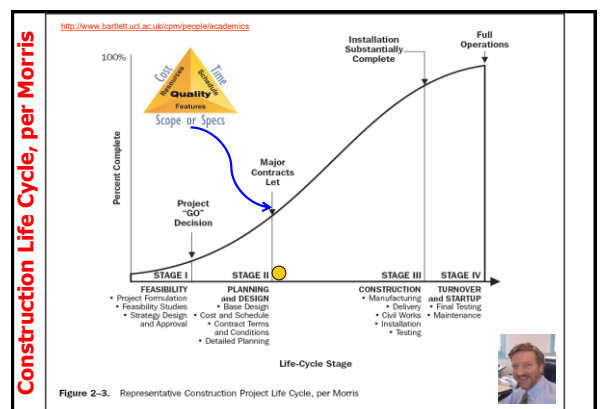 Construction Life Cycle, per Morris
http://www.bartlett.ucl.ac.uk/cpm/people/academics
100%
Percent Complete
Cost
Time
Resources
Schedule
Quality
Features
Scope or Specs
Project
"GO"
Decision
Major
Contracts
Let
Installation
Substantially
Complete
Full
Operations
STAGE I
FEASIBILITY
• Project Formulation
• Feasibility Studies
• Strategy Design
and Approval
STAGE II
PLANNING
and DESIGN
• Base Design
• Cost and Schedule
• Contract Terms
and Conditions
• Detailed Planning
STAGE III
CONSTRUCTION
• Manufacturing
• Delivery
• Civil Works
• Installation
• Testing
STAGE IV
TURNOVER
and STARTUP
• Final Testing
• Maintenance
Life-Cycle Stage
Figure 2–3. Representative Construction Project Life Cycle, per Morris